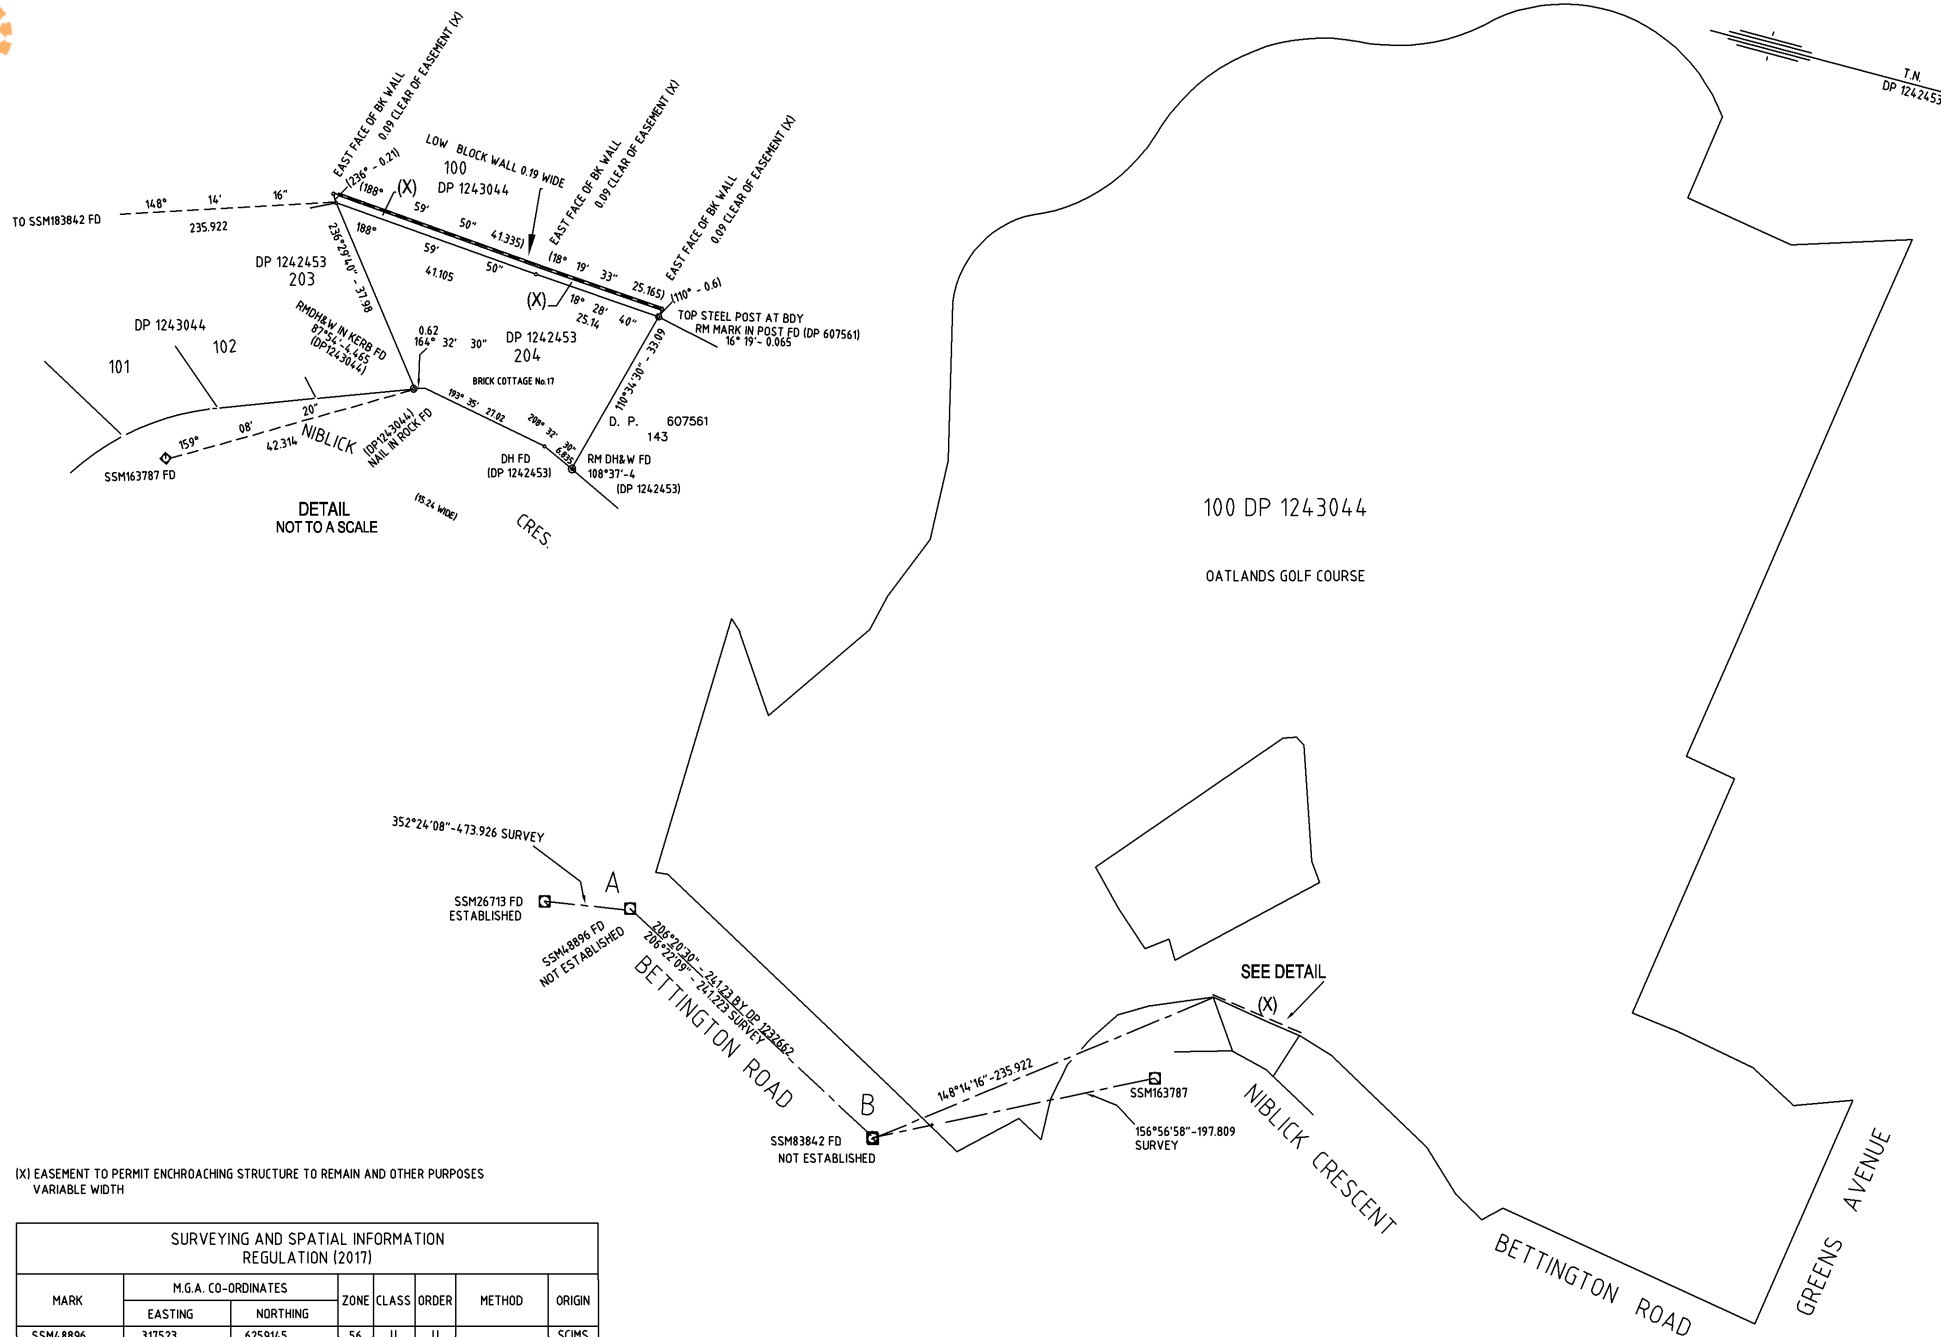 EAST FACE OF BK WALL
0.09 CLEAR OF EASEMENT (X)
EAST FACE OF BK WALL
0.09 CLEAR OF EASEMENT (X)
EAST FACE OF BK WALL
0.09 CLEAR OF EASEMENT (X)
T.N.
DP 1242453
LOW BLOCK WALL 0.19 WIDE
100
DP 1243044
(236° - 0.21)
(X)
(188° 59' 50" 41.335)
148° 14' 16"
TO SSM183842 FD
235.922
188° 59' 50"
41.105
(18° 19' 33" 25.165)
(110° - 0.6)
(X)
18° 28' 40"
25.14
TOP STEEL POST AT BDY
RM MARK IN POST FD (DP 607561)
16° 19'- 0.065
DP 1242453
203
236°29'40" - 37.98
RMDH&W IN KERB FD
87°54'-4.465
(DP1243044)
DP 1243044
102
101
0.62
164° 32' 30"
DP 1242453
204
BRICK COTTAGE No.17
110°34'30" - 33.09
193° 35' 27.02
208° 32' 30"
6.835
D. P. 607561
143
159° 08' 20"
42.314
NIBLICK
(DP1243044)
NAIL IN ROCK FD
SSM163787 FD
DH FD
(DP 1242453)
RM DH&W FD
108°37'-4
(DP 1242453)
DETAIL
NOT TO A SCALE
(15.24 WIDE)
CRES.
100 DP 1243044
OATLANDS GOLF COURSE
352°24'08"-473.926 SURVEY
A
SSM26713 FD
ESTABLISHED
SSM48896 FD
NOT ESTABLISHED
206°20'30" - 241.23 BY DP 1232662
206°22'09" - 241.223 SURVEY
BETTINGTON ROAD
SEE DETAIL
(X)
148°14'16"-235.922
B
SSM163787
SSM83842 FD
NOT ESTABLISHED
156°56'58"-197.809
SURVEY
NIBLICK CRESCENT
BETTINGTON ROAD
GREENS AVENUE
(X) EASEMENT TO PERMIT ENCHROACHING STRUCTURE TO REMAIN AND OTHER PURPOSES
VARIABLE WIDTH
SURVEYING AND SPATIAL INFORMATION
REGULATION (2017)
MARK M.G.A. CO-ORDINATES ZONE CLASS ORDER METHOD ORIGIN
EASTING NORTHING
SSM48896 317523 6259145 56 U U SCIMS